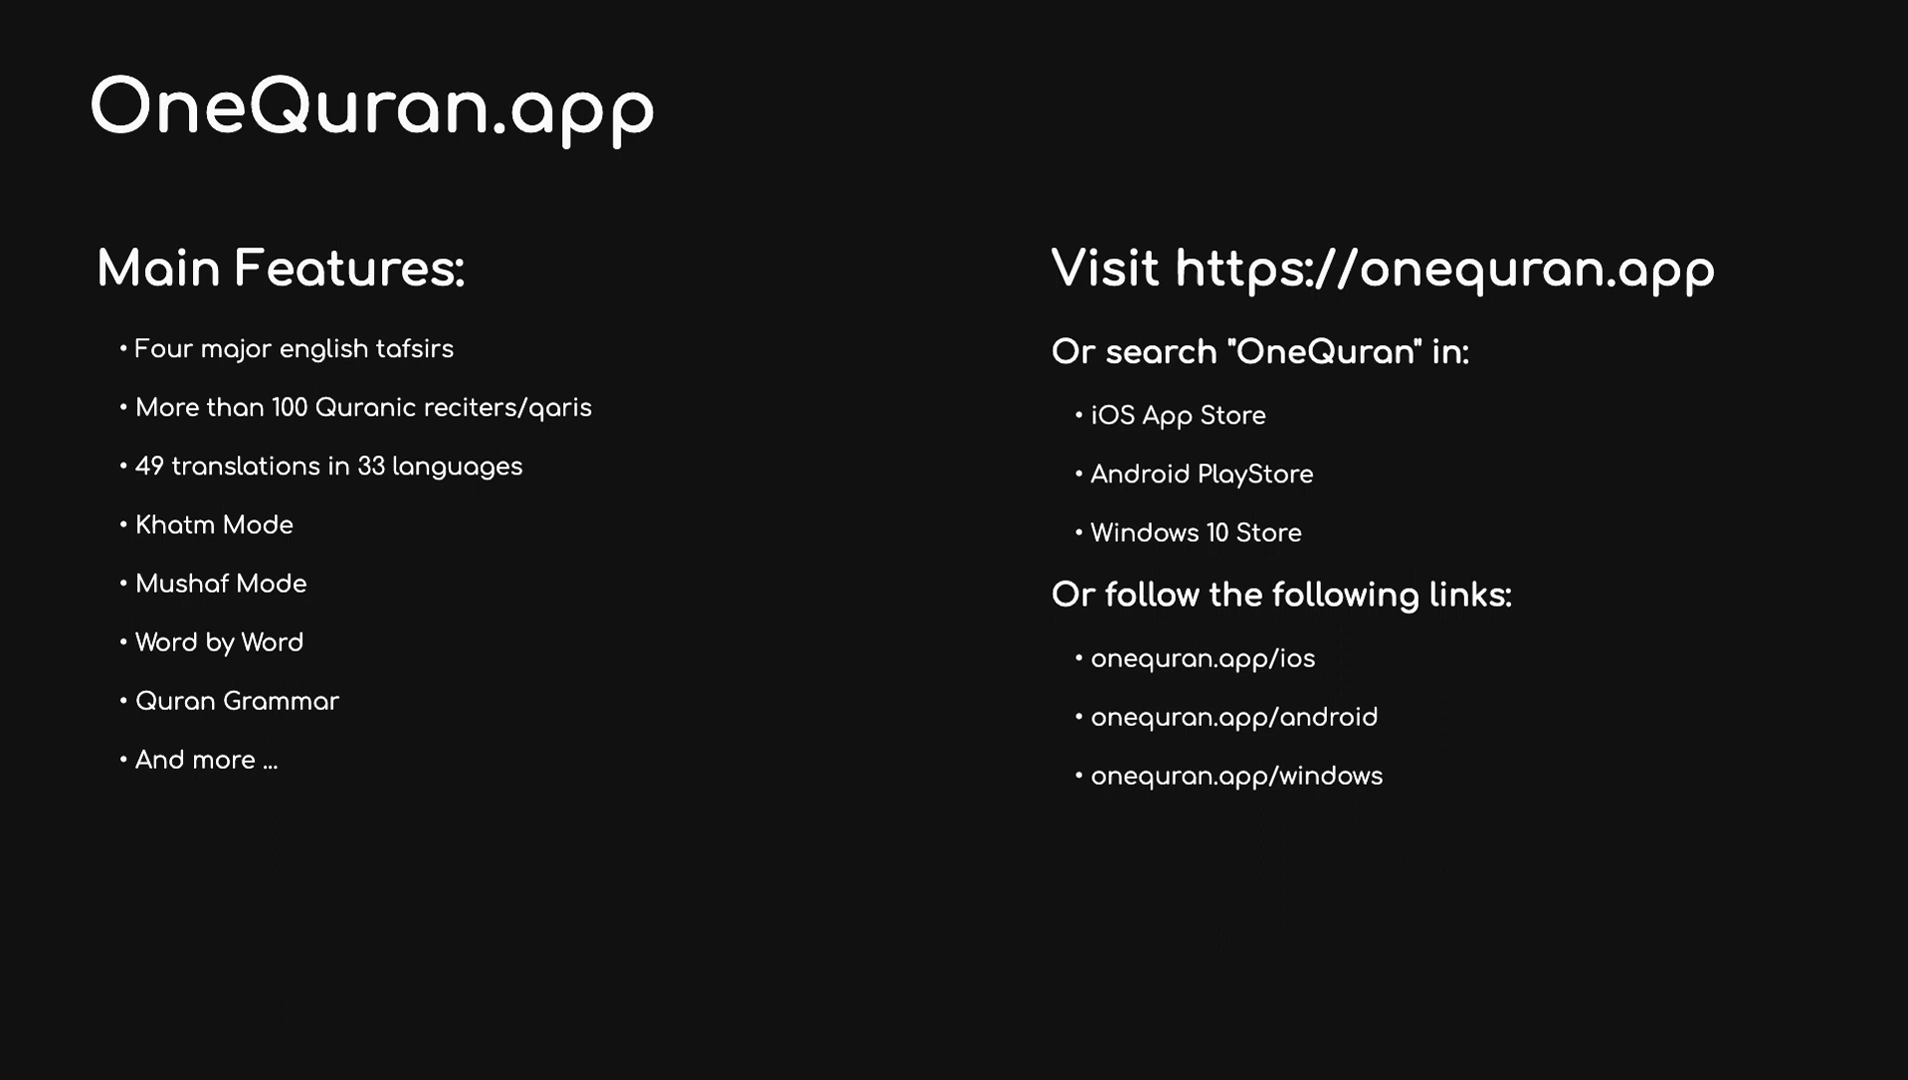 OneQuran.app
Main Features:
• Four major english tafsirs
• More than 100 Quranic reciters/qaris
• 49 translations in 33 languages
• Khatm Mode
• Mushaf Mode
• Word by Word
• Quran Grammar
• And more ...
Visit https://onequran.app
Or search "OneQuran" in:
• iOS App Store
• Android PlayStore
• Windows 10 Store
Or follow the following links:
• onequran.app/ios
• onequran.app/android
• onequran.app/windows